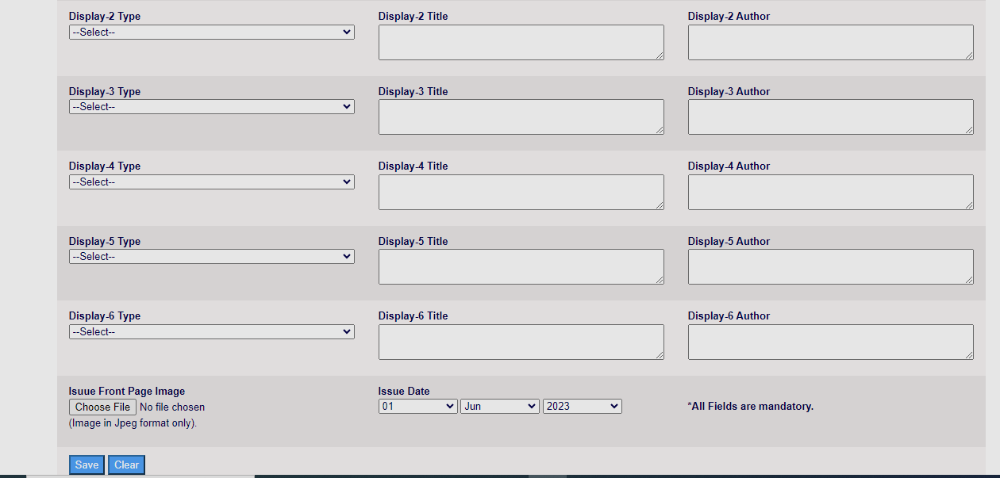 Display-2 Type Display-2 Title Display-2 Author
--Select--
Display-3 Type Display-3 Title Display-3 Author
--Select--
Display-4 Type Display-4 Title Display-4 Author
--Select--
Display-5 Type Display-5 Title Display-5 Author
--Select--
Display-6 Type Display-6 Title Display-6 Author
--Select--
Isuue Front Page Image Issue Date
Choose File No file chosen 01 Jun 2023 *All Fields are mandatory.
(Image in Jpeg format only).
Save Clear